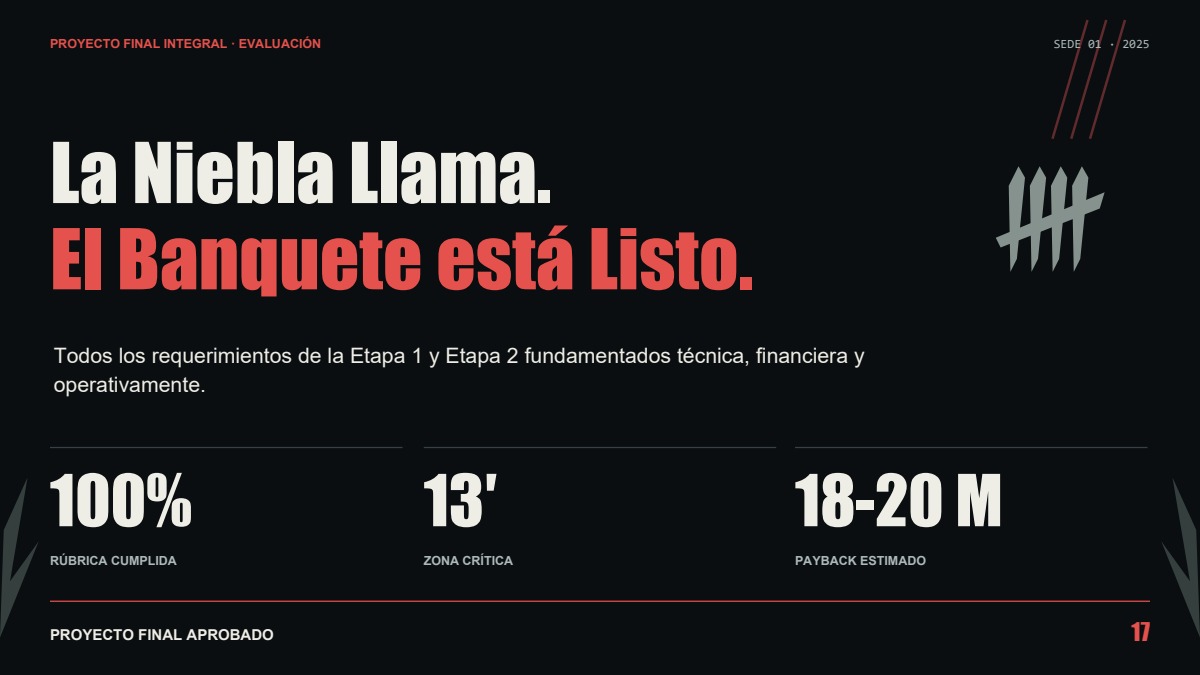 PROYECTO FINAL INTEGRAL · EVALUACIÓN
SEDE 01 · 2025
La Niebla Llama.
El Banquete está Listo.
Todos los requerimientos de la Etapa 1 y Etapa 2 fundamentados técnica, financiera y
operativamente.
100%
RÚBRICA CUMPLIDA
13'
ZONA CRÍTICA
18-20 M
PAYBACK ESTIMADO
PROYECTO FINAL APROBADO
17